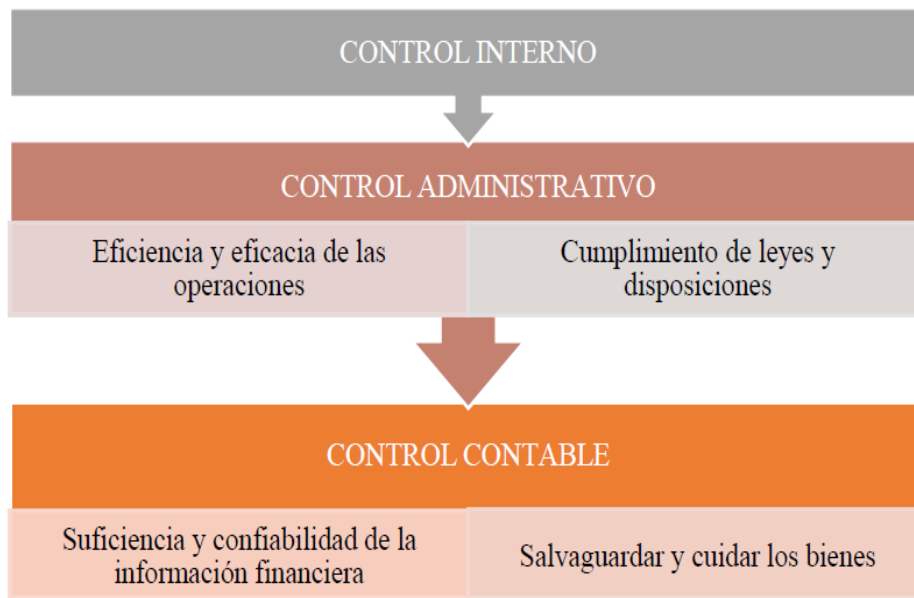 CONTROL INTERNO
CONTROL ADMINISTRATIVO
Eficiencia y eficacia de las
operaciones
Cumplimiento de leyes y
disposiciones
CONTROL CONTABLE
Suficiencia y confiabilidad de la
información financiera
Salvaguardar y cuidar los bienes